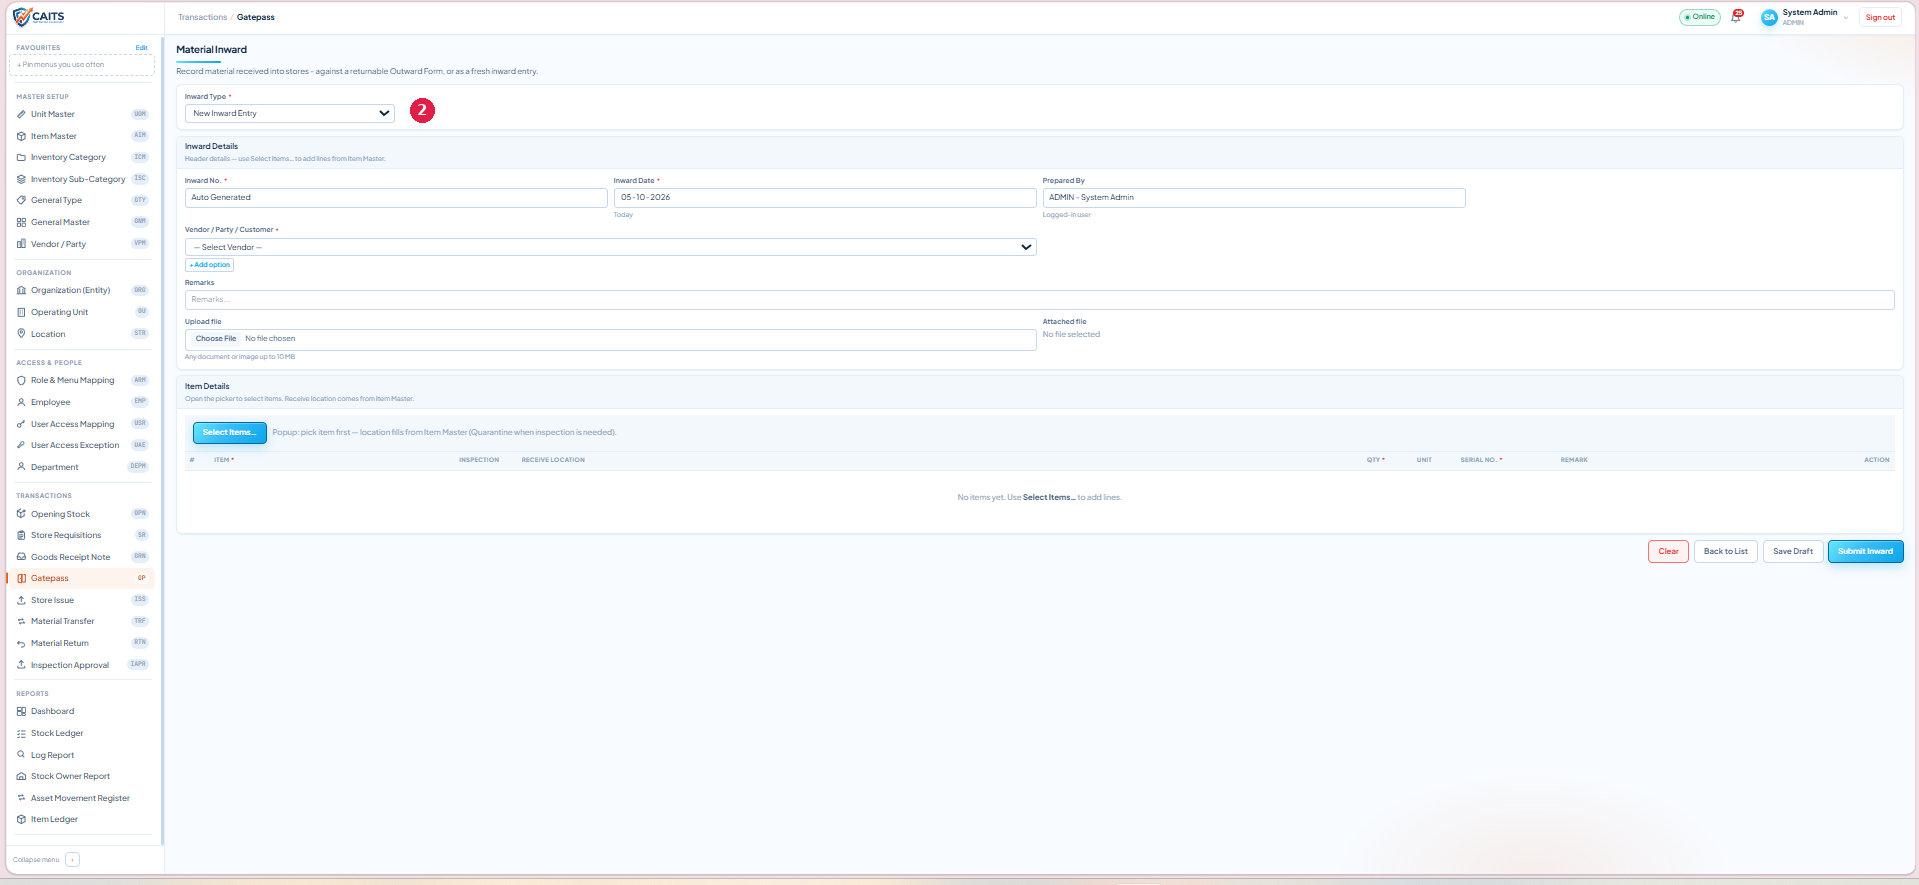 CAITS
Transactions / Gatepass
Online
25
SA
System Admin
ADMIN
Sign out
FAVOURITES
Edit
+ Pin menus you use often
MASTER SETUP
Unit Master UOM
Item Master AIM
Inventory Category ICM
Inventory Sub-Category ISC
General Type GTY
General Master GNM
Vendor / Party VPM
ORGANIZATION
Organization (Entity) ORG
Operating Unit OU
Location STR
ACCESS & PEOPLE
Role & Menu Mapping ARM
Employee EMP
User Access Mapping USR
User Access Exception UAE
Department DEPM
TRANSACTIONS
Opening Stock OPN
Store Requisitions SR
Goods Receipt Note GRN
Gatepass GP
Store Issue ISS
Material Transfer TRF
Material Return RTN
Inspection Approval IAPR
REPORTS
Dashboard
Stock Ledger
Log Report
Stock Owner Report
Asset Movement Register
Item Ledger
Collapse menu
Material Inward
Record material received into stores - against a returnable Outward Form, or as a fresh inward entry.
Inward Type *
New Inward Entry
2
Inward Details
Header details — use Select Items... to add lines from Item Master.
Inward No. *
Auto Generated
Inward Date *
05-10-2026
Today
Prepared By
ADMIN - System Admin
Logged-in user
Vendor / Party / Customer *
— Select Vendor —
+ Add option
Remarks
Remarks...
Upload file
Choose File No file chosen
Any document or image up to 10 MB
Attached file
No file selected
Item Details
Open the picker to select items. Receive location comes from Item Master.
Select Items... Popup: pick item first — location fills from Item Master (Quarantine when inspection is needed).
# ITEM * INSPECTION RECEIVE LOCATION QTY * UNIT SERIAL NO. * REMARK ACTION
No items yet. Use Select Items... to add lines.
Clear
Back to List
Save Draft
Submit Inward